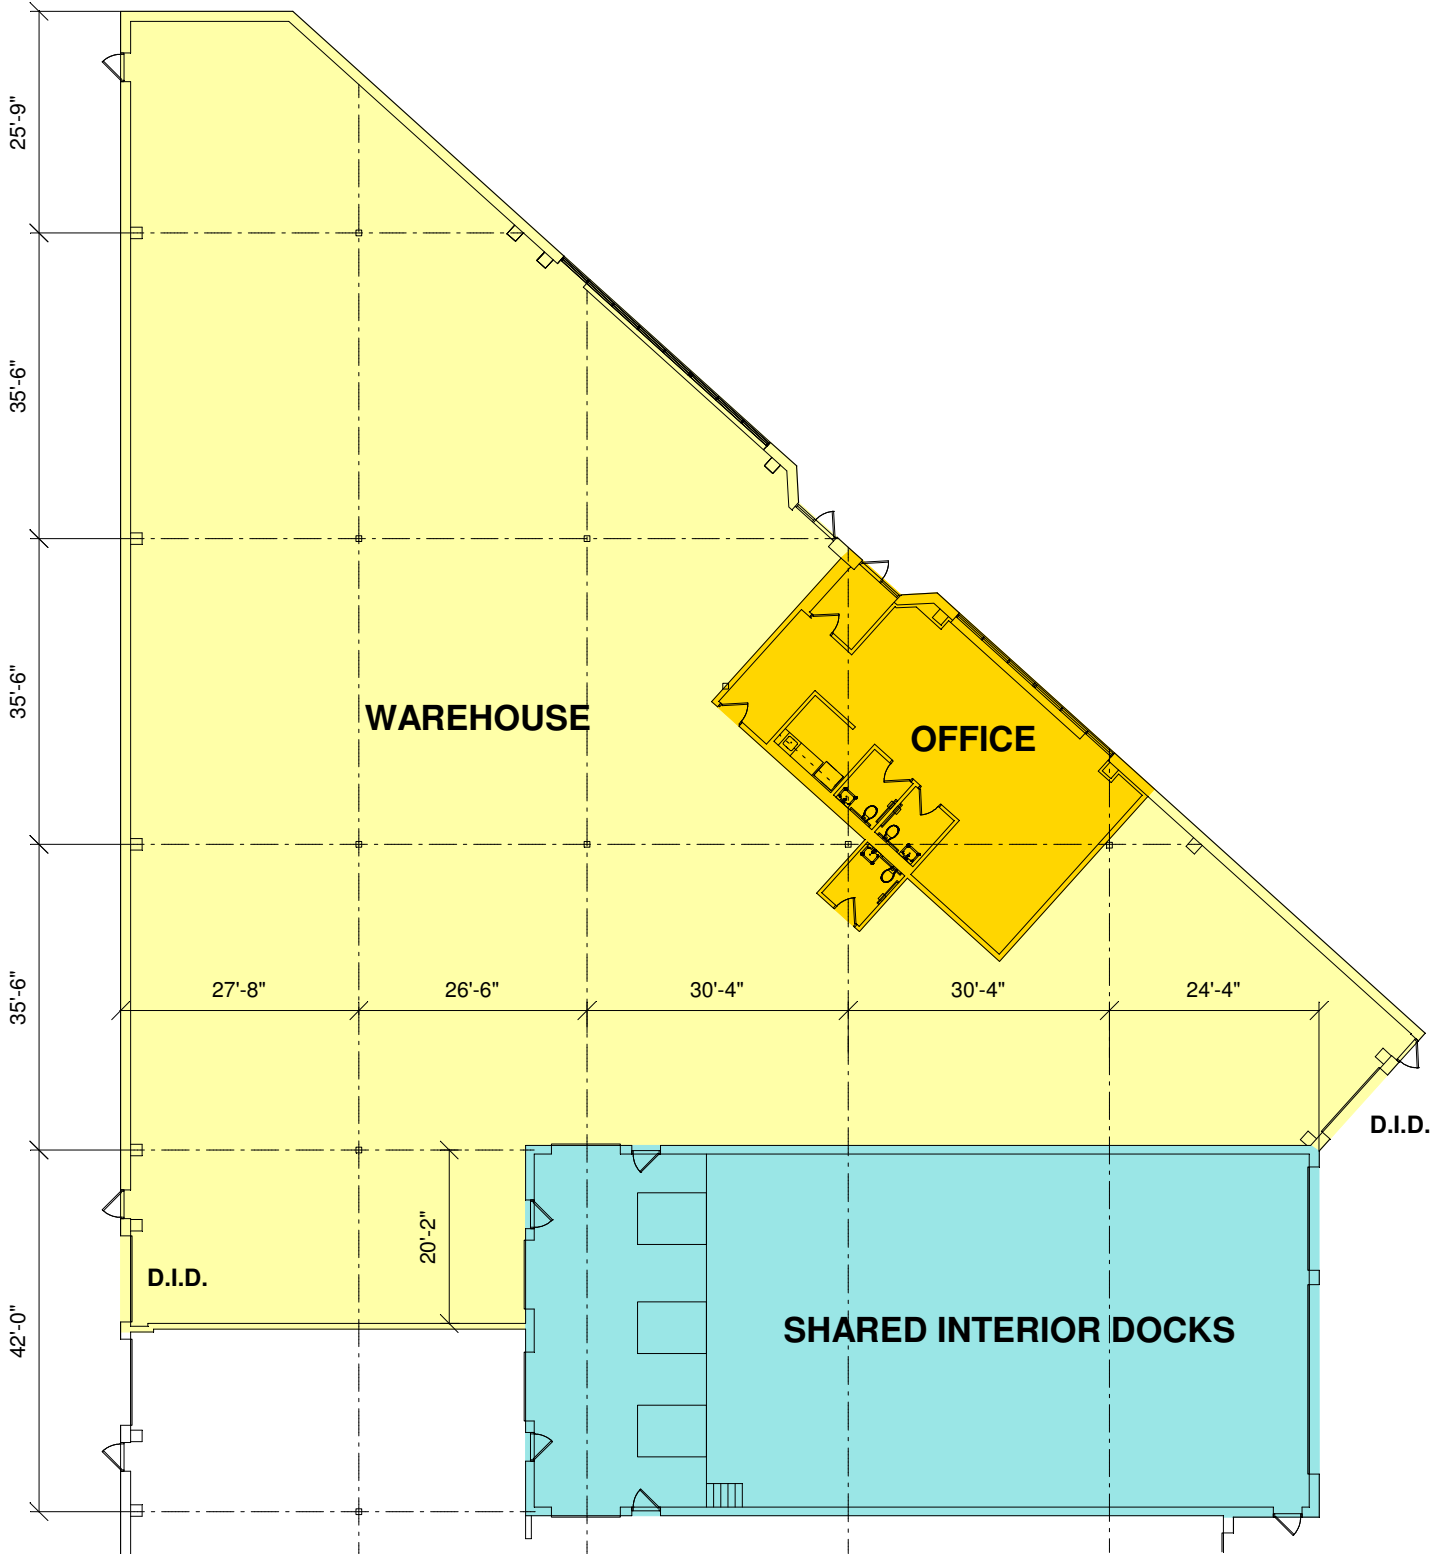 25'-9"
35'-6"
35'-6"
WAREHOUSE
OFFICE
35'-6"
27'-8"
26'-6"
30'-4"
30'-4"
24'-4"
D.I.D.
20'-2"
D.I.D.
42'-0"
SHARED INTERIOR DOCKS